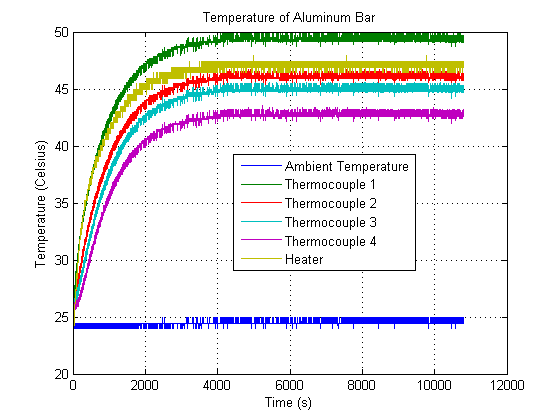 Temperature of Aluminum Bar
50
45
40
35
30
25
20
Temperature (Celsius)
Ambient Temperature
Thermocouple 1
Thermocouple 2
Thermocouple 3
Thermocouple 4
Heater
0 2000 4000 6000 8000 10000 12000
Time (s)